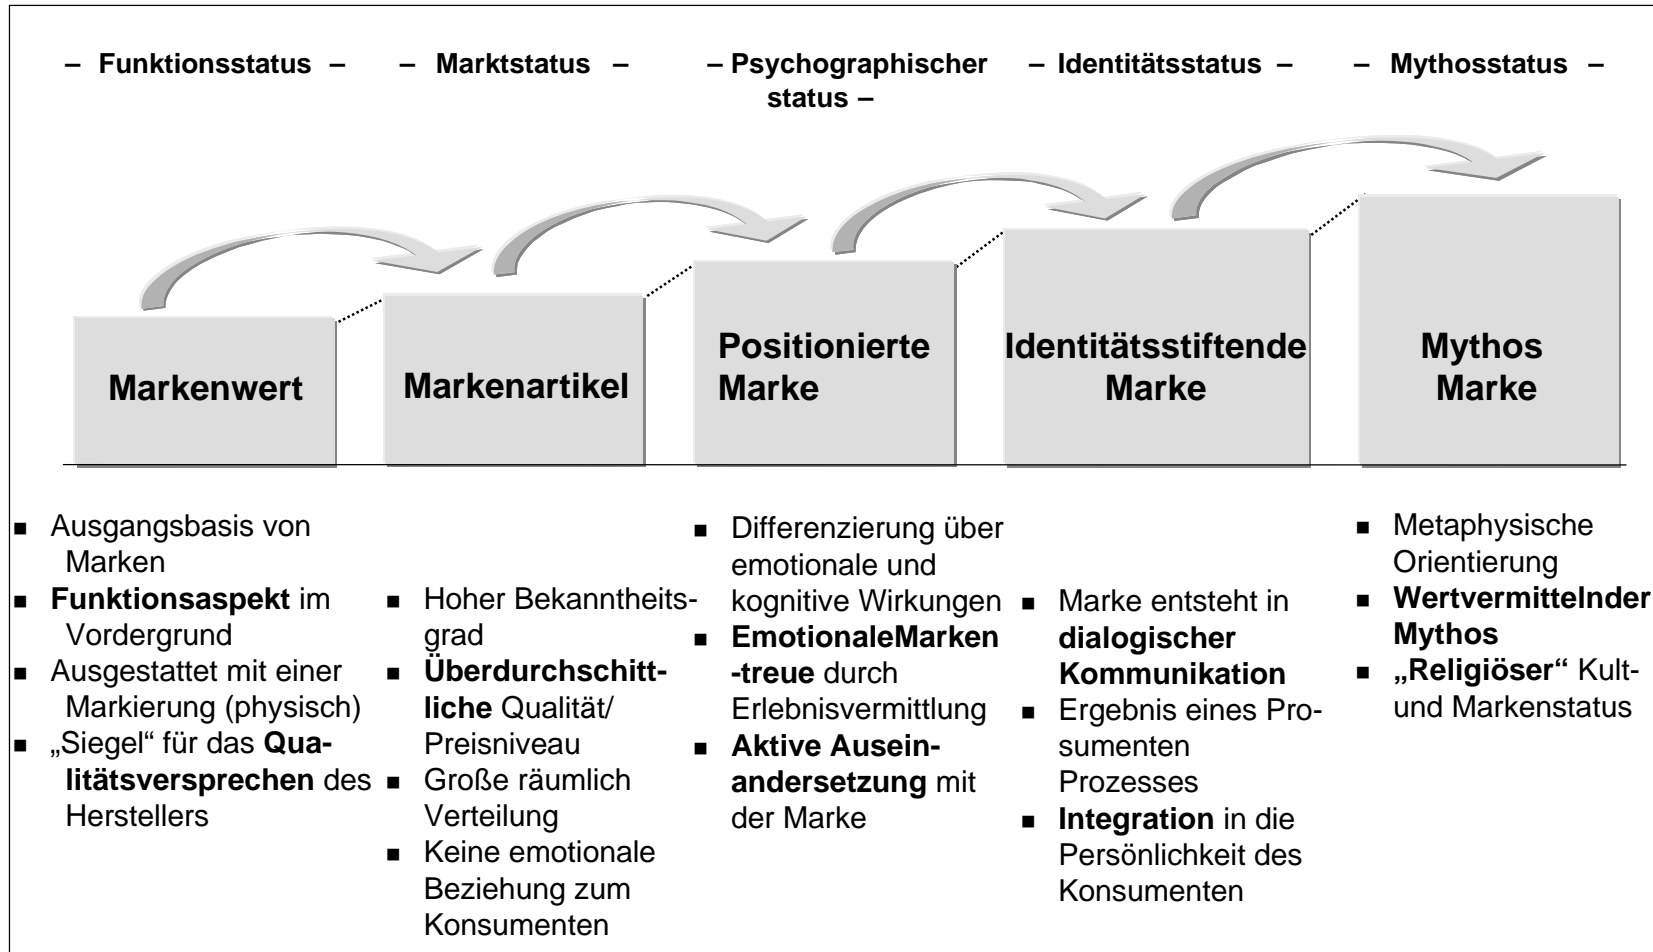 – Funktionsstatus –
– Marktstatus –
– Psychographischer
status –
– Identitätsstatus –
– Mythosstatus –
Markenwert
Markenartikel
Positionierte
Marke
Identitätsstiftende
Marke
Mythos
Marke
■ Ausgangsbasis von
Marken
■ Funktionsaspekt im
Vordergrund
■ Ausgestattet mit einer
Markierung (physisch)
■ „Siegel“ für das Qua-
litätsversprechen des
Herstellers
■ Hoher Bekanntheits-
grad
■ Überdurchschitt-
liche Qualität/
Preisniveau
■ Große räumlich
Verteilung
■ Keine emotionale
Beziehung zum
Konsumenten
■ Differenzierung über
emotionale und
kognitive Wirkungen
■ EmotionaleMarken
-treue durch
Erlebnisvermittlung
■ Aktive Ausein-
andersetzung mit
der Marke
■ Marke entsteht in
dialogischer
Kommunikation
■ Ergebnis eines Pro-
sumenten
Prozesses
■ Integration in die
Persönlichkeit des
Konsumenten
■ Metaphysische
Orientierung
■ Wertvermittelnder
Mythos
■ „Religiöser“ Kult-
und Markenstatus